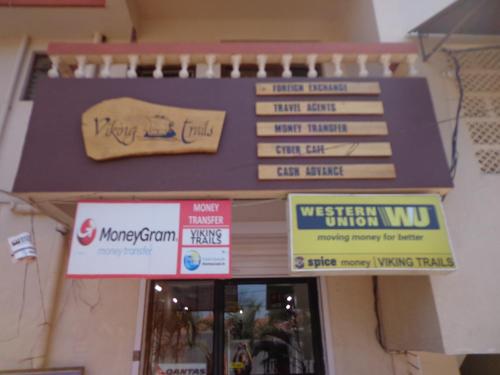 Viking trails
FOREIGN EXCHANGE
TRAVEL AGENTS
MONEY TRANSFER
CYBER CAFE
CASH ADVANCE
MoneyGram
money transfer
MONEY
TRANSFER
VIKING
TRAILS
WESTERN
UNION WU
moving money for better
spice money VIKING TRAILS
QANTAS